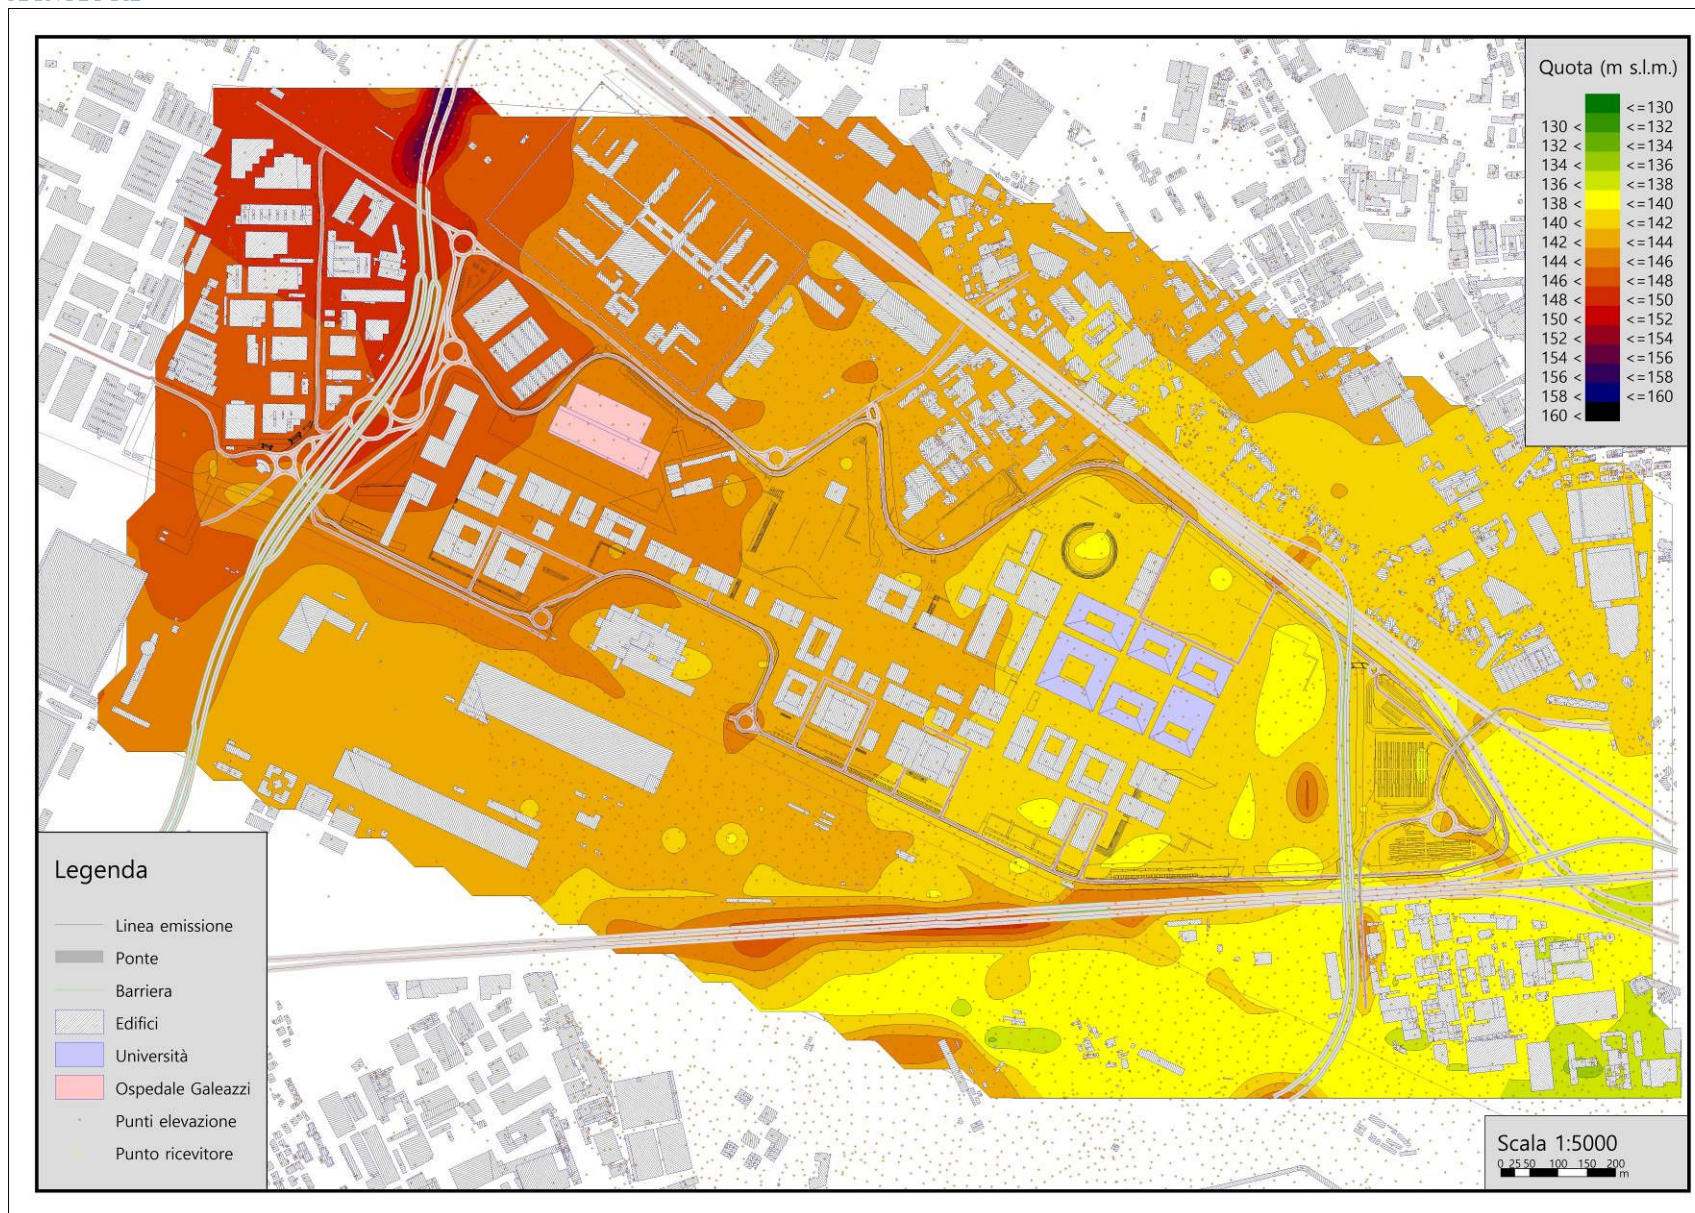 Quota (m s.l.m.)
<=130
130 < <=132
132 < <=134
134 < <=136
136 < <=138
138 < <=140
140 < <=142
142 < <=144
144 < <=146
146 < <=148
148 < <=150
150 < <=152
152 < <=154
154 < <=156
156 < <=158
158 < <=160
160 <
Legenda
Linea emissione
Ponte
Barriera
Edifici
Università
Ospedale Galeazzi
Punti elevazione
Punto ricevitore
Scala 1:5000
0 25 50 100 150 200
m